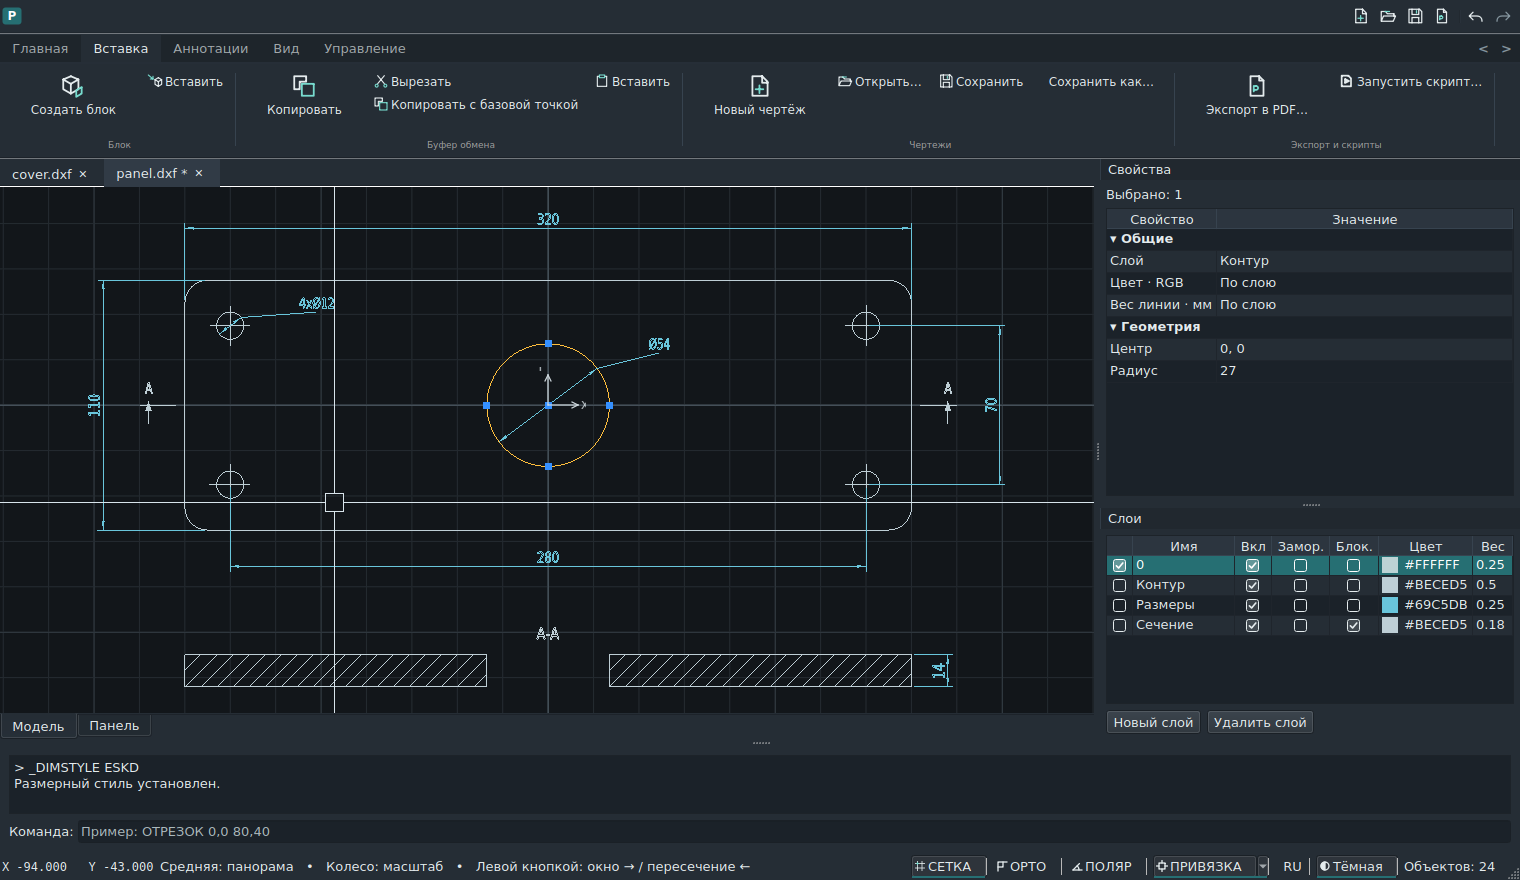 P
Главная Вставка Аннотации Вид Управление < >
Создать блок Вставить Копировать Вырезать Копировать с базовой точкой Вставить Новый чертёж Открыть... Сохранить Сохранить как... Экспорт в PDF... Запустить скрипт...
Блок Буфер обмена Чертежи Экспорт и скрипты
cover.dxf × panel.dxf * ×
320
4xØ12
Ø54
A A
110
70
X
280
A-A
14
Модель Панель
Свойства
Выбрано: 1
Свойство Значение
▾ Общие
Слой Контур
Цвет · RGB По слою
Вес линии · мм По слою
▾ Геометрия
Центр 0, 0
Радиус 27
Слои
Имя Вкл Замор. Блок. Цвет Вес
0 #FFFFFF 0.25
Контур #BECED5 0.5
Размеры #69C5DB 0.25
Сечение #BECED5 0.18
Новый слой Удалить слой
> _DIMSTYLE ESKD
Размерный стиль установлен.
Команда: Пример: ОТРЕЗОК 0,0 80,40
X -94.000 Y -43.000 Средняя: панорама • Колесо: масштаб • Левой кнопкой: окно → / пересечение ← СЕТКА ОРТО ПОЛЯР ПРИВЯЗКА RU Тёмная Объектов: 24